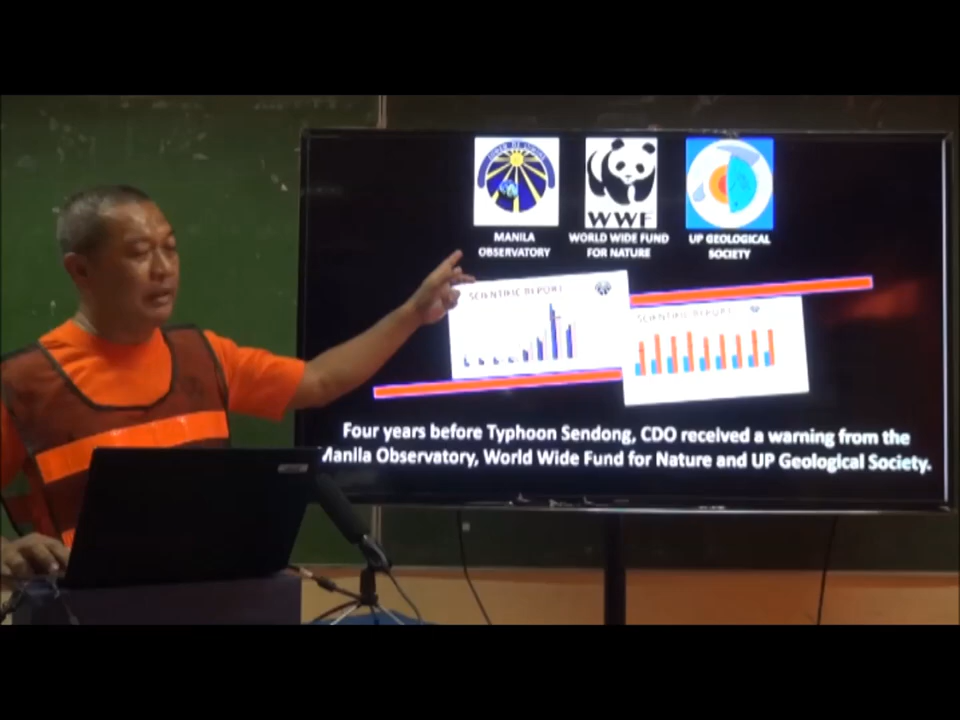 MANILA
OBSERVATORY
WWF
WORLD WIDE FUND
FOR NATURE
UP GEOLOGICAL
SOCIETY
SCIENTIFIC REPORT
SCIENTIFIC REPORT
Four years before Typhoon Sendong, CDO received a warning from the
Manila Observatory, World Wide Fund for Nature and UP Geological Society.